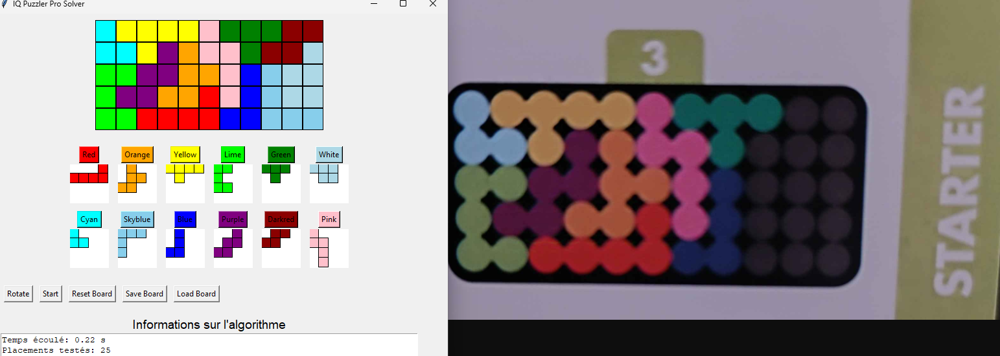 IQ Puzzler Pro Solver
Red
Orange
Yellow
Lime
Green
White
Cyan
Skyblue
Blue
Purple
Darkred
Pink
Rotate
Start
Reset Board
Save Board
Load Board
Informations sur l'algorithme
Temps écoulé: 0.22 s
Placements testés: 25
3
STARTER